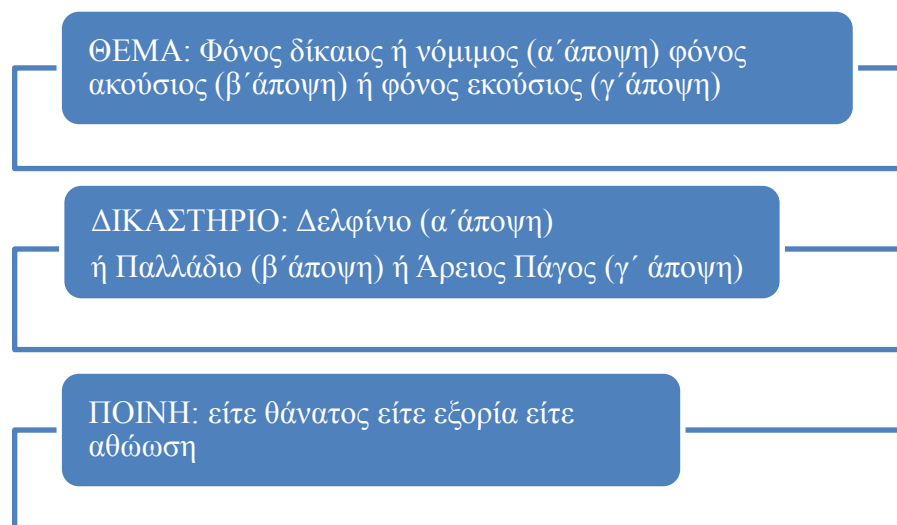 ΘΕΜΑ: Φόνος δίκαιος ή νόμιμος (α΄άποψη) φόνος
ακούσιος (β΄άποψη) ή φόνος εκούσιος (γ΄άποψη)
ΔΙΚΑΣΤΗΡΙΟ: Δελφίνιο (α΄άποψη)
ή Παλλάδιο (β΄άποψη) ή Άρειος Πάγος (γ΄ άποψη)
ΠΟΙΝΗ: είτε θάνατος είτε εξορία είτε
αθώωση